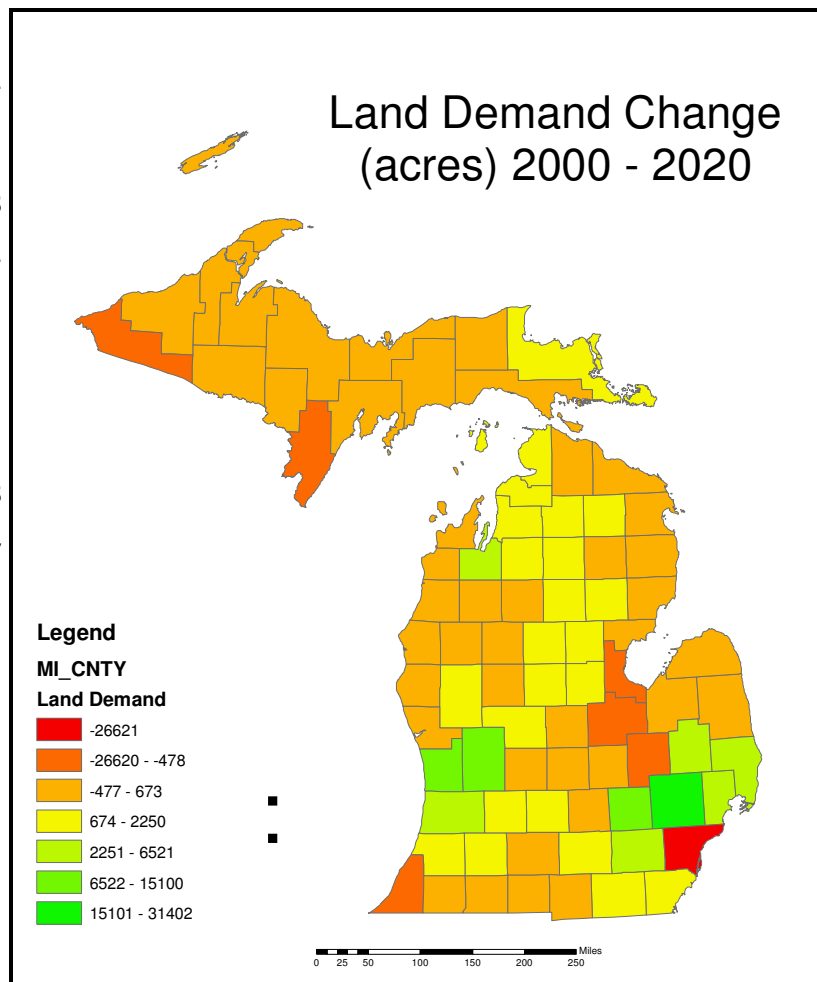 Land Demand Change
(acres) 2000 - 2020
Legend
MI_CNTY
Land Demand
-26621
-26620 - -478
-477 - 673
674 - 2250
2251 - 6521
6522 - 15100
15101 - 31402
Miles
0 25 50 100 150 200 250